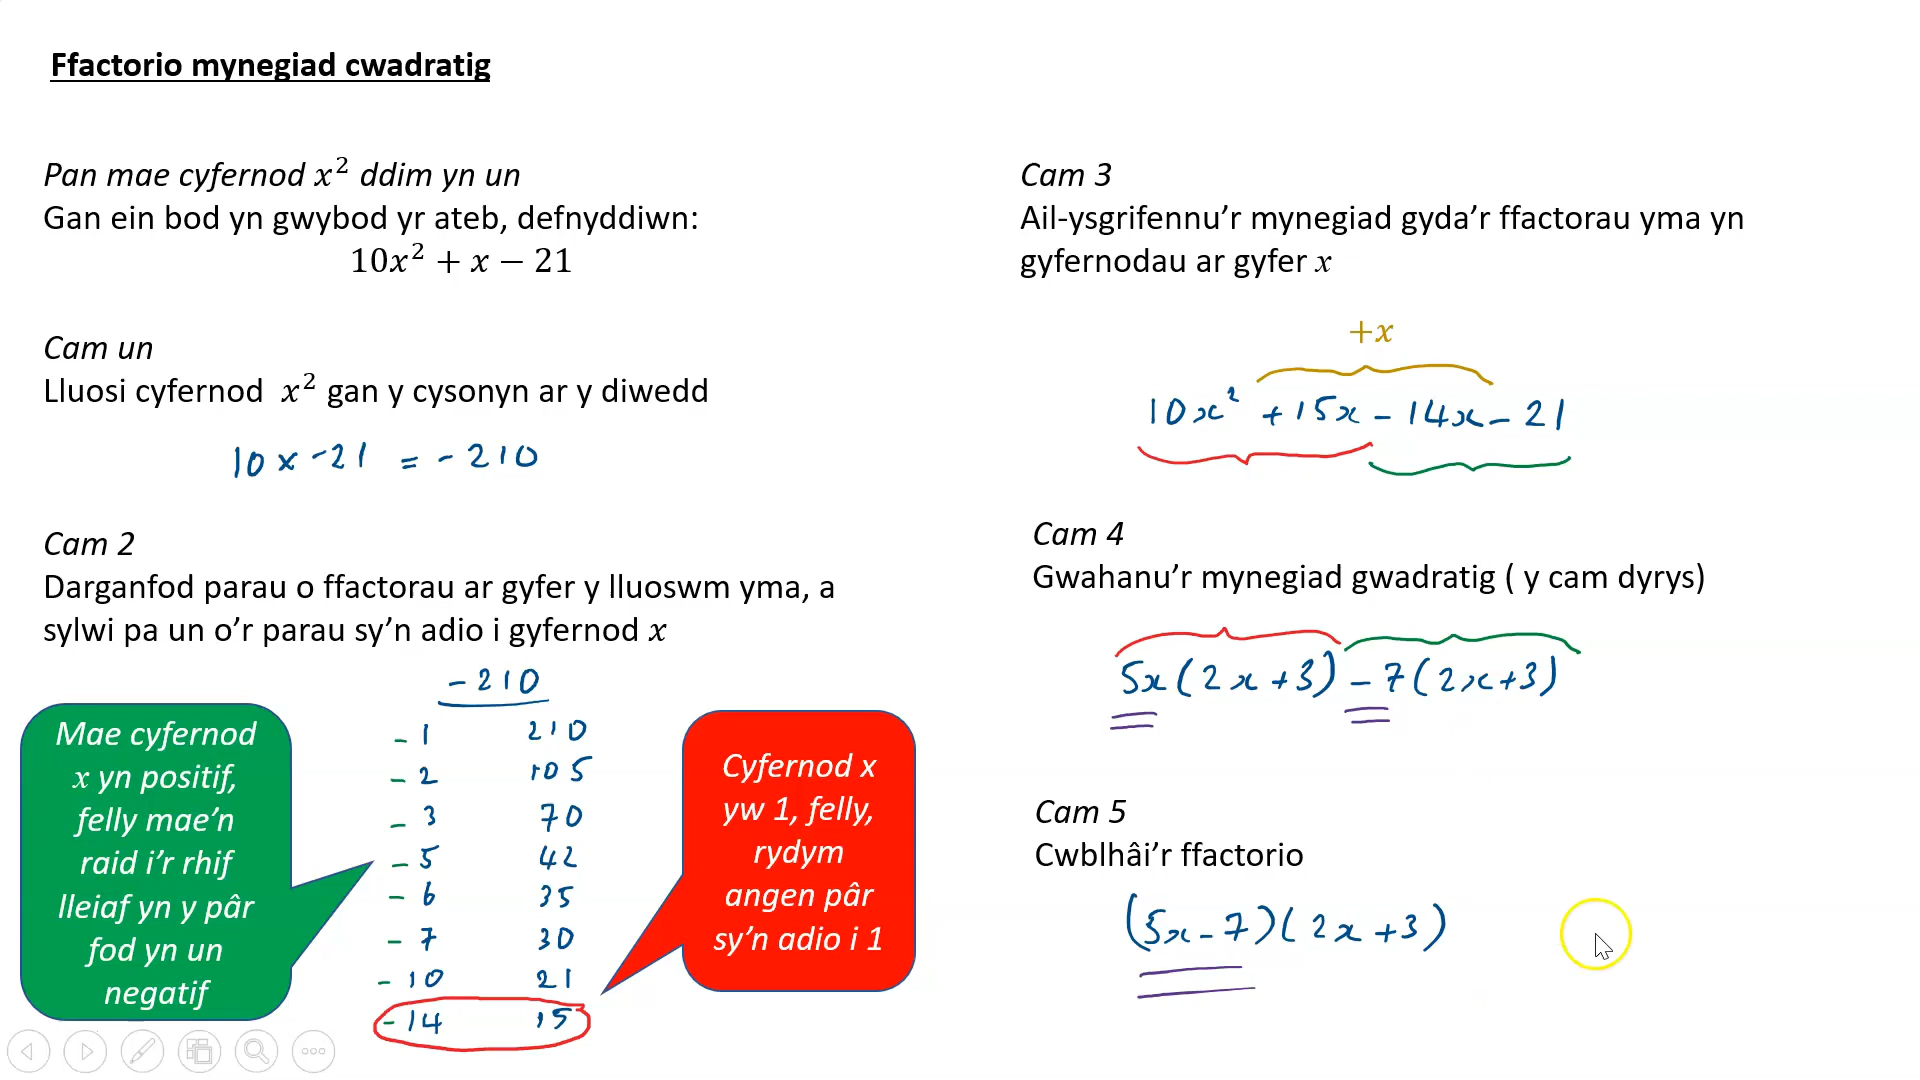 Ffactorio mynegiad cwadratig
Pan mae cyfernod x² ddim yn un
Gan ein bod yn gwybod yr ateb, defnyddiwn:
10x² + x − 21
Cam un
Lluosi cyfernod x² gan y cysonyn ar y diwedd
10 x -21 = -210
Cam 2
Darganfod parau o ffactorau ar gyfer y lluoswm yma, a
sylwi pa un o’r parau sy’n adio i gyfernod x
-210
-1 210
-2 105
-3 70
-5 42
-6 35
-7 30
-10 21
-14 15
Mae cyfernod
x yn positif,
felly mae’n
raid i’r rhif
lleiaf yn y pâr
fod yn un
negatif
Cyfernod x
yw 1, felly,
rydym
angen pâr
sy’n adio i 1
Cam 3
Ail-ysgrifennu’r mynegiad gyda’r ffactorau yma yn
gyfernodau ar gyfer x
+x
10x² + 15x - 14x - 21
Cam 4
Gwahanu’r mynegiad gwadratig ( y cam dyrys)
5x(2x+3) - 7(2x+3)
Cam 5
Cwblhâi’r ffactorio
(5x-7)(2x+3)